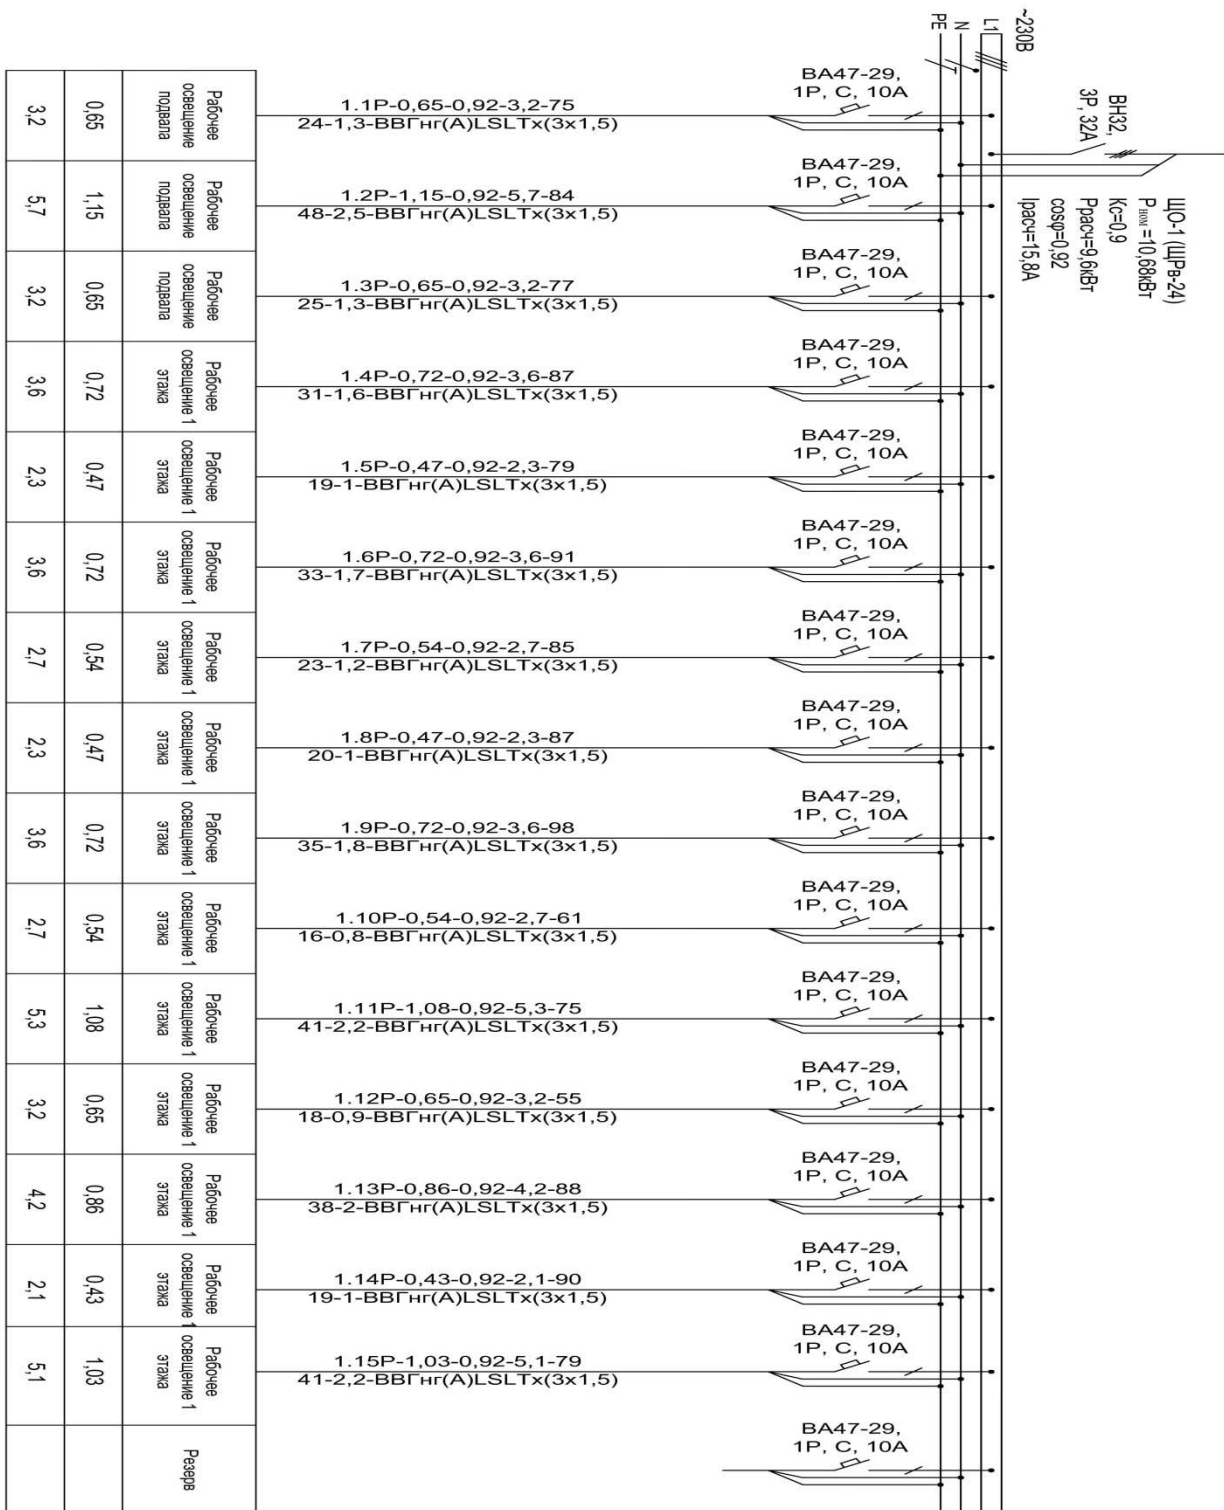 ~230В
L1
N
PE
ВН32,
3Р, 32А
ЩО-1 (ЩРв-24)
Рном =10,68кВт
Кс=0,9
Ррасч=9,6кВт
cosφ=0,92
Iрасч=15,8А
ВА47-29,
1Р, С, 10А
1.1Р-0,65-0,92-3,2-75
24-1,3-ВВГнг(А)LSLTx(3х1,5)
Рабочее
освещение
подвала
0,65
3,2
ВА47-29,
1Р, С, 10А
1.2Р-1,15-0,92-5,7-84
48-2,5-ВВГнг(А)LSLTx(3х1,5)
Рабочее
освещение
подвала
1,15
5,7
ВА47-29,
1Р, С, 10А
1.3Р-0,65-0,92-3,2-77
25-1,3-ВВГнг(А)LSLTx(3х1,5)
Рабочее
освещение
подвала
0,65
3,2
ВА47-29,
1Р, С, 10А
1.4Р-0,72-0,92-3,6-87
31-1,6-ВВГнг(А)LSLTx(3х1,5)
Рабочее
освещение 1
этажа
0,72
3,6
ВА47-29,
1Р, С, 10А
1.5Р-0,47-0,92-2,3-79
19-1-ВВГнг(А)LSLTx(3х1,5)
Рабочее
освещение 1
этажа
0,47
2,3
ВА47-29,
1Р, С, 10А
1.6Р-0,72-0,92-3,6-91
33-1,7-ВВГнг(А)LSLTx(3х1,5)
Рабочее
освещение 1
этажа
0,72
3,6
ВА47-29,
1Р, С, 10А
1.7Р-0,54-0,92-2,7-85
23-1,2-ВВГнг(А)LSLTx(3х1,5)
Рабочее
освещение 1
этажа
0,54
2,7
ВА47-29,
1Р, С, 10А
1.8Р-0,47-0,92-2,3-87
20-1-ВВГнг(А)LSLTx(3х1,5)
Рабочее
освещение 1
этажа
0,47
2,3
ВА47-29,
1Р, С, 10А
1.9Р-0,72-0,92-3,6-98
35-1,8-ВВГнг(А)LSLTx(3х1,5)
Рабочее
освещение 1
этажа
0,72
3,6
ВА47-29,
1Р, С, 10А
1.10Р-0,54-0,92-2,7-61
16-0,8-ВВГнг(А)LSLTx(3х1,5)
Рабочее
освещение 1
этажа
0,54
2,7
ВА47-29,
1Р, С, 10А
1.11Р-1,08-0,92-5,3-75
41-2,2-ВВГнг(А)LSLTx(3х1,5)
Рабочее
освещение 1
этажа
1,08
5,3
ВА47-29,
1Р, С, 10А
1.12Р-0,65-0,92-3,2-55
18-0,9-ВВГнг(А)LSLTx(3х1,5)
Рабочее
освещение 1
этажа
0,65
3,2
ВА47-29,
1Р, С, 10А
1.13Р-0,86-0,92-4,2-88
38-2-ВВГнг(А)LSLTx(3х1,5)
Рабочее
освещение 1
этажа
0,86
4,2
ВА47-29,
1Р, С, 10А
1.14Р-0,43-0,92-2,1-90
19-1-ВВГнг(А)LSLTx(3х1,5)
Рабочее
освещение 1
этажа
0,43
2,1
ВА47-29,
1Р, С, 10А
1.15Р-1,03-0,92-5,1-79
41-2,2-ВВГнг(А)LSLTx(3х1,5)
Рабочее
освещение 1
этажа
1,03
5,1
ВА47-29,
1Р, С, 10А
Резерв